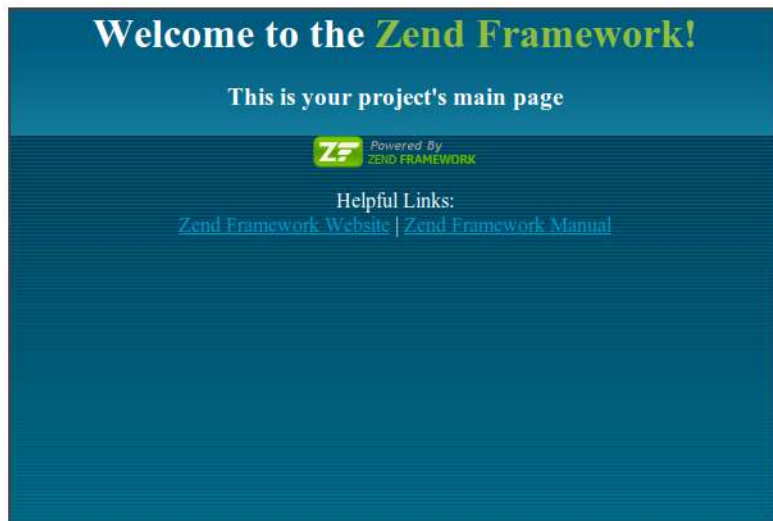 Welcome to the Zend Framework!
This is your project's main page
Powered By
ZEND FRAMEWORK
Helpful Links:
Zend Framework Website | Zend Framework Manual